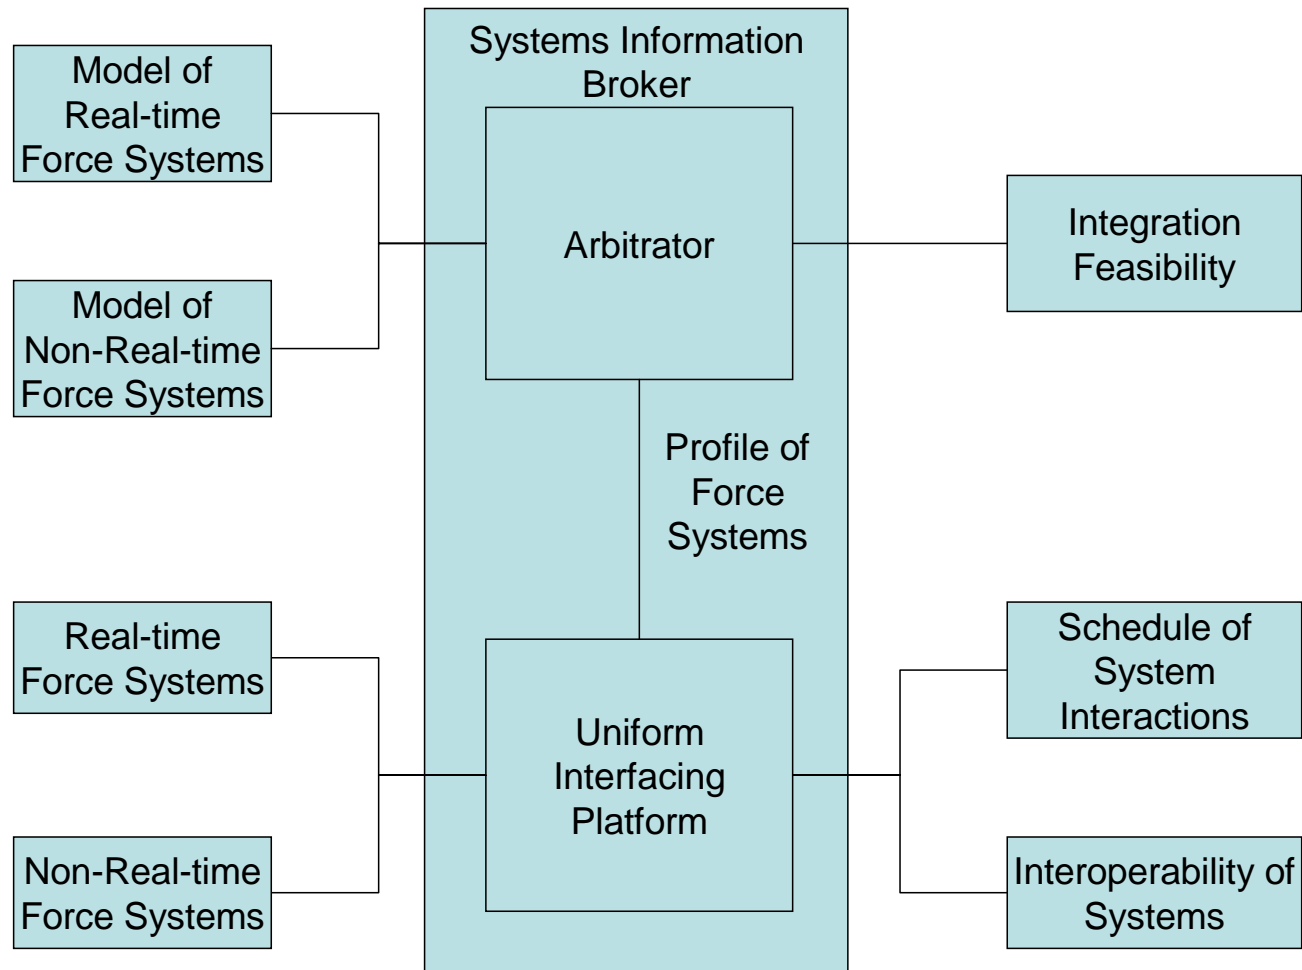 Systems Information
Broker
Model of
Real-time
Force Systems
Arbitrator
Integration
Feasibility
Model of
Non-Real-time
Force Systems
Profile of
Force
Systems
Real-time
Force Systems
Uniform
Interfacing
Platform
Schedule of
System
Interactions
Non-Real-time
Force Systems
Interoperability of
Systems